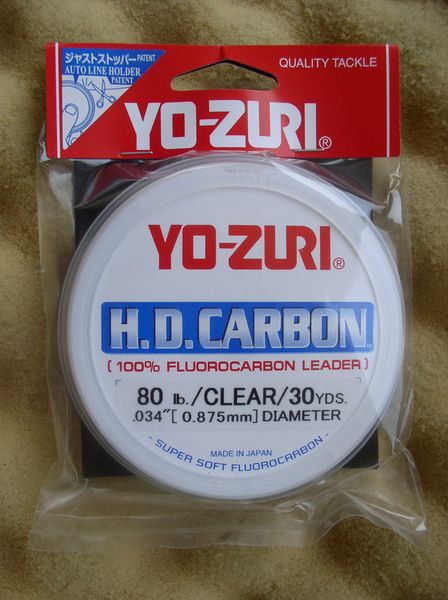 ジャストストッパー PATENT
AUTO LINE HOLDER
PATENT
QUALITY TACKLE
YO-ZURI®
YO-ZURI®
H.D.CARBON™
( 100% FLUOROCARBON LEADER )
80 lb./CLEAR/30YDS.
.034"[ 0.875mm] DIAMETER
MADE IN JAPAN
- SUPER SOFT FLUOROCARBON -